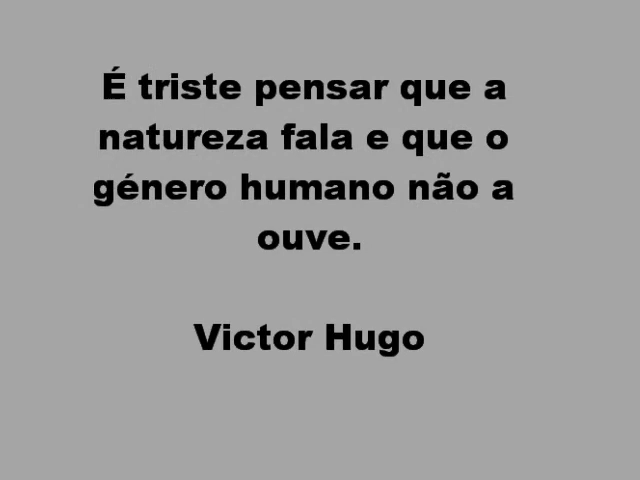 É triste pensar que a
natureza fala e que o
género humano não a
ouve.
Victor Hugo